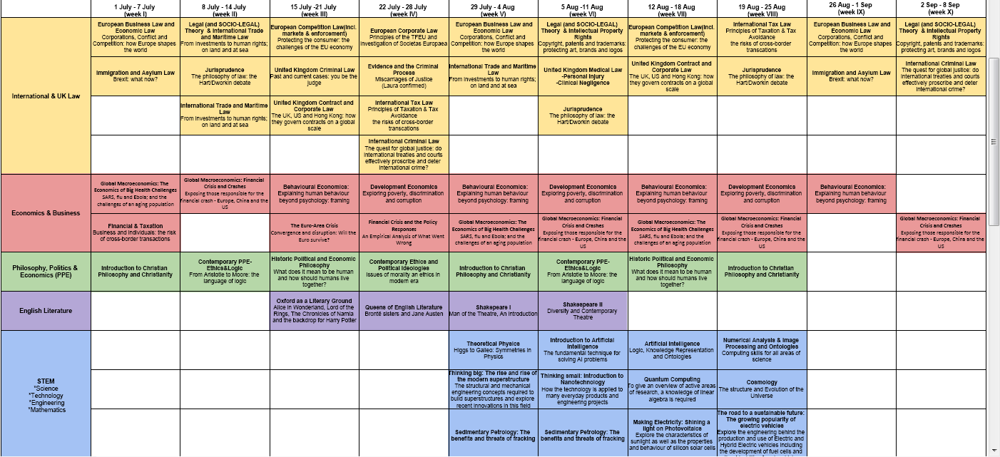 1 July - 7 July
(week I)
8 July - 14 July
(week II)
15 July -21 July
(week III)
22 July - 28 July
(week IV)
29 July - 4 Aug
(week V)
5 Aug -11 Aug
(week VI)
12 Aug - 18 Aug
(week VII)
19 Aug - 25 Aug
(week VIII)
26 Aug - 1 Sep
(week IX)
2 Sep - 8 Sep
(week X)
International & UK Law
European Business Law and
Economic Law
Corporations, Conflict and
Competition: how Europe shapes
the world
Legal (and SOCIO-LEGAL)
Theory & International Trade
and Maritime Law
From investments to human rights;
on land and at sea
European Competition Law(incl.
markets & enforcement)
Protecting the consumer: the
challenges of the EU economy
European Corporate Law
Principles of the TFEU and
investigation of Societas Europaea
European Business Law and
Economic Law
Corporations, Conflict and
Competition: how Europe shapes
the world
Legal (and SOCIO-LEGAL)
Theory & Intellectual Property
Rights
Copyright, patents and trademarks:
protecting art, brands and logos
European Competition Law(incl.
markets & enforcement)
Protecting the consumer: the
challenges of the EU economy
International Tax Law
Principles of Taxation & Tax
Avoidance
the risks of cross-border
transcations
European Business Law and
Economic Law
Corporations, Conflict and
Competition: how Europe shapes
the world
Legal (and SOCIO-LEGAL)
Theory & Intellectual Property
Rights
Copyright, patents and trademarks:
protecting art, brands and logos
Immigration and Asylum Law
Brexit: what now?
Jurisprudence
The philosophy of law: the
Hart/Dworkin debate
United Kingdom Criminal Law
Past and current cases: you be the
judge
Evidence and the Criminal
Process
Miscarriages of Justice
(Laura confirmed)
International Trade and Maritime
Law
From investments to human rights;
on land and at sea
United Kingdom Medical Law
-Personal Injury
-Clinical Negligence
United Kingdom Contract and
Corporate Law
The UK, US and Hong Kong: how
they govern contracts on a global
scale
Jurisprudence
The philosophy of law: the
Hart/Dworkin debate
Immigration and Asylum Law
Brexit: what now?
International Criminal Law
The quest for global justice: do
international treaties and courts
effectively proscribe and deter
international crime?
International Trade and Maritime
Law
From investments to human rights;
on land and at sea
United Kingdom Contract and
Corporate Law
The UK, US and Hong Kong: how
they govern contracts on a global
scale
International Tax Law
Principles of Taxation & Tax
Avoidance
the risks of cross-border
transcations
Jurisprudence
The philosophy of law: the
Hart/Dworkin debate
International Criminal Law
The quest for global justice: do
international treaties and courts
effectively proscribe and deter
international crime?
Economics & Business
Global Macroeconomics: The
Economics of Big Health Challenges
SARS, flu and Ebola; and the
challenges of an aging population
Global Macroeconomics: Financial
Crisis and Crashes
Exposing those responsible for the
financial crash - Europe, China and the
US
Behavioural Economics:
Explaining human behaviour
beyond psychology: framing
Development Economics
Exploring poverty, discrimination
and corruption
Behavioural Economics:
Explaining human behaviour
beyond psychology: framing
Development Economics
Exploring poverty, discrimination
and corruption
Behavioural Economics:
Explaining human behaviour
beyond psychology: framing
Development Economics
Exploring poverty, discrimination
and corruption
Behavioural Economics:
Explaining human behaviour
beyond psychology: framing
Financial & Taxation
Business and individuals: the risk
of cross-border transactions
The Euro-Area Crisis
Convergence and disruption: Will the
Euro survive?
Financial Crisis and the Policy
Responses
An Empirical Analysis of What Went
Wrong
Global Macroeconomics: The
Economics of Big Health Challenges
SARS, flu and Ebola; and the
challenges of an aging population
Global Macroeconomics: Financial
Crisis and Crashes
Exposing those responsible for the
financial crash - Europe, China and the
US
Global Macroeconomics: The
Economics of Big Health Challenges
SARS, flu and Ebola; and the
challenges of an aging population
Global Macroeconomics: Financial
Crisis and Crashes
Exposing those responsible for the
financial crash - Europe, China and the
US
Global Macroeconomics: Financial
Crisis and Crashes
Exposing those responsible for the
financial crash - Europe, China and the
US
Philosophy, Politics &
Economics (PPE)
Introduction to Christian
Philosophy and Christianity
Contemporary PPE-
Ethics&Logic
From Aristotle to Moore: the
language of logic
Historic Political and Economic
Philosophy
What does it mean to be human
and how should humans live
together?
Contemporary Ethics and
Political Ideologies
Issues of morality an ethics in
modern era
Introduction to Christian
Philosophy and Christianity
Contemporary PPE-
Ethics&Logic
From Aristotle to Moore: the
language of logic
Historic Political and Economic
Philosophy
What does it mean to be human
and how should humans live
together?
Introduction to Christian
Philosophy and Christianity
English Literature
Oxford as a Literary Ground
Alice in Wonderland, Lord of the
Rings, The Chronicles of Narnia
and the backdrop for Harry Potter
Queens of English Literature
Brontë sisters and Jane Austen
Shakepeare I
Man of the Theatre, An Introduction
Shakespeare II
Diversity and Contemporary
Theatre
STEM
*Science
*Technology
*Engineering
*Mathematics
Theoretical Physics
Higgs to Galileo: Symmetries in
Physics
Introduction to Artificial
Intelligence
The fundamental technique for
solving AI problems
Artificial Intelligence
Logic, Knowledge Representation
and Ontologies
Numerical Analysis & Image
Processing and Ontologies
Computing skills for all areas of
science
Thinking big: The rise and rise of
the modern superstructure
The structural and mechanical
engineering concepts required to
build superstructures and explore
recent innovations in this field
Thinking small: Introduction to
Nanotechnology
How the technology is applied to
many everyday products and
engineering projects
Quantum Computing
To give an overview of active areas
of research, a knowledge of linear
algebra is required
Cosmology
The structure and Evolution of the
Universe
Sedimentary Petrology: The
benefits and threats of fracking
Sedimentary Petrology: The
benefits and threats of fracking
Making Electricity: Shining a
light on Photovoltaics
Explore the characteristics of
sunlight as well as the properties
and behaviour of silicon solar cells
The road to a sustainable future:
The growing popularity of
electric vehicles
Explore the engineering behind the
production and use of Electric and
Hybrid Electric vehicles including
the development of fuel cells and